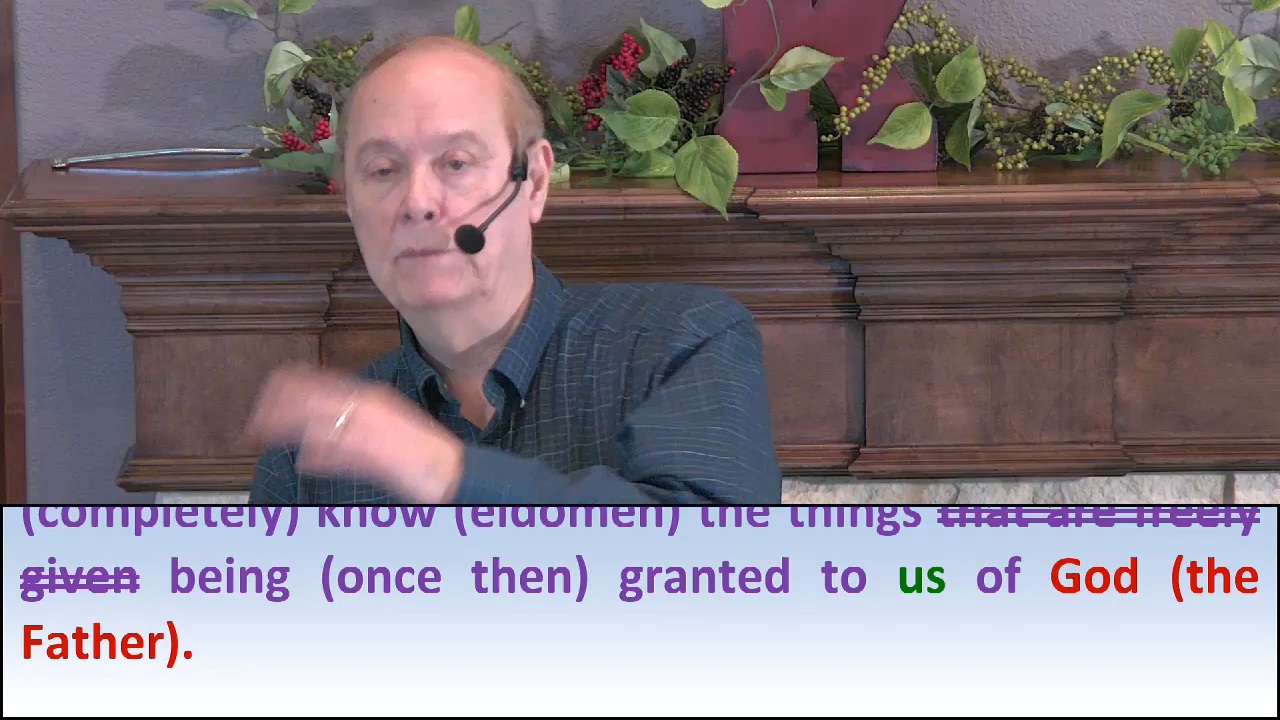 (completely) know (eidomen) the things that are freely
given being (once then) granted to us of God (the
Father).